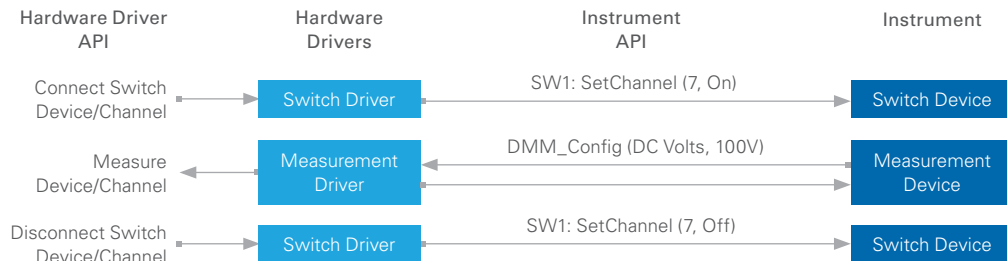 Hardware Driver
API
Hardware
Drivers
Instrument
API
Instrument
Connect Switch
Device/Channel
Switch Driver
SW1: SetChannel (7, On)
Switch Device
Measure
Device/Channel
Measurement
Driver
DMM_Config (DC Volts, 100V)
Measurement
Device
Disconnect Switch
Device/Channel
Switch Driver
SW1: SetChannel (7, Off)
Switch Device